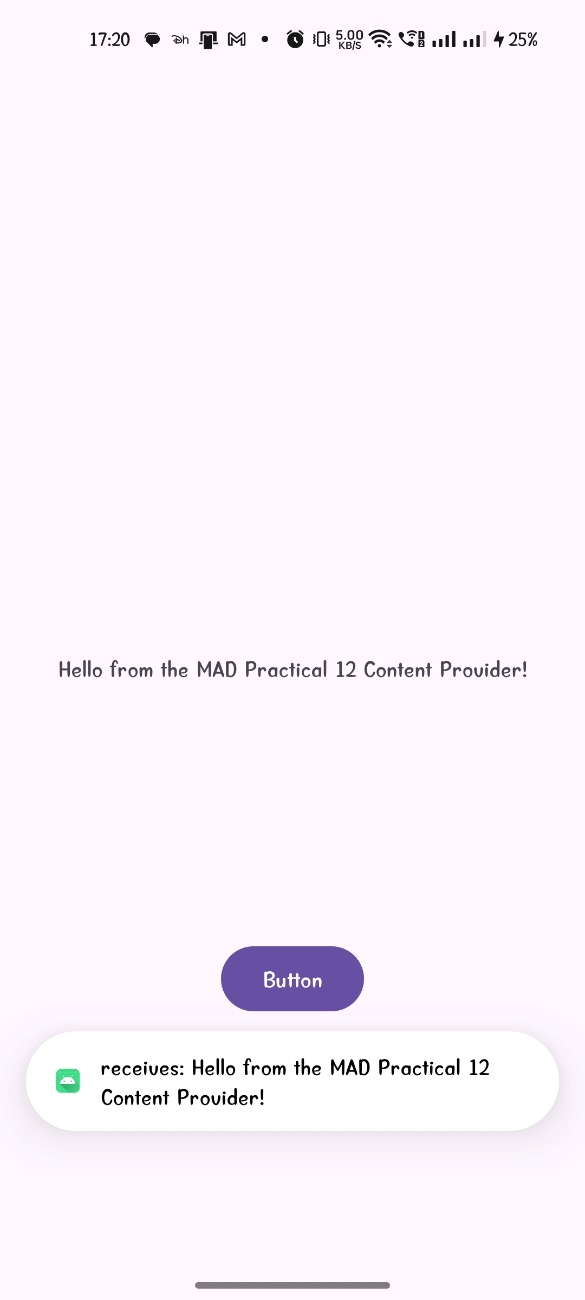 17:20 5.00 KB/S 25%
Hello from the MAD Practical 12 Content Provider!
Button
receives: Hello from the MAD Practical 12
Content Provider!